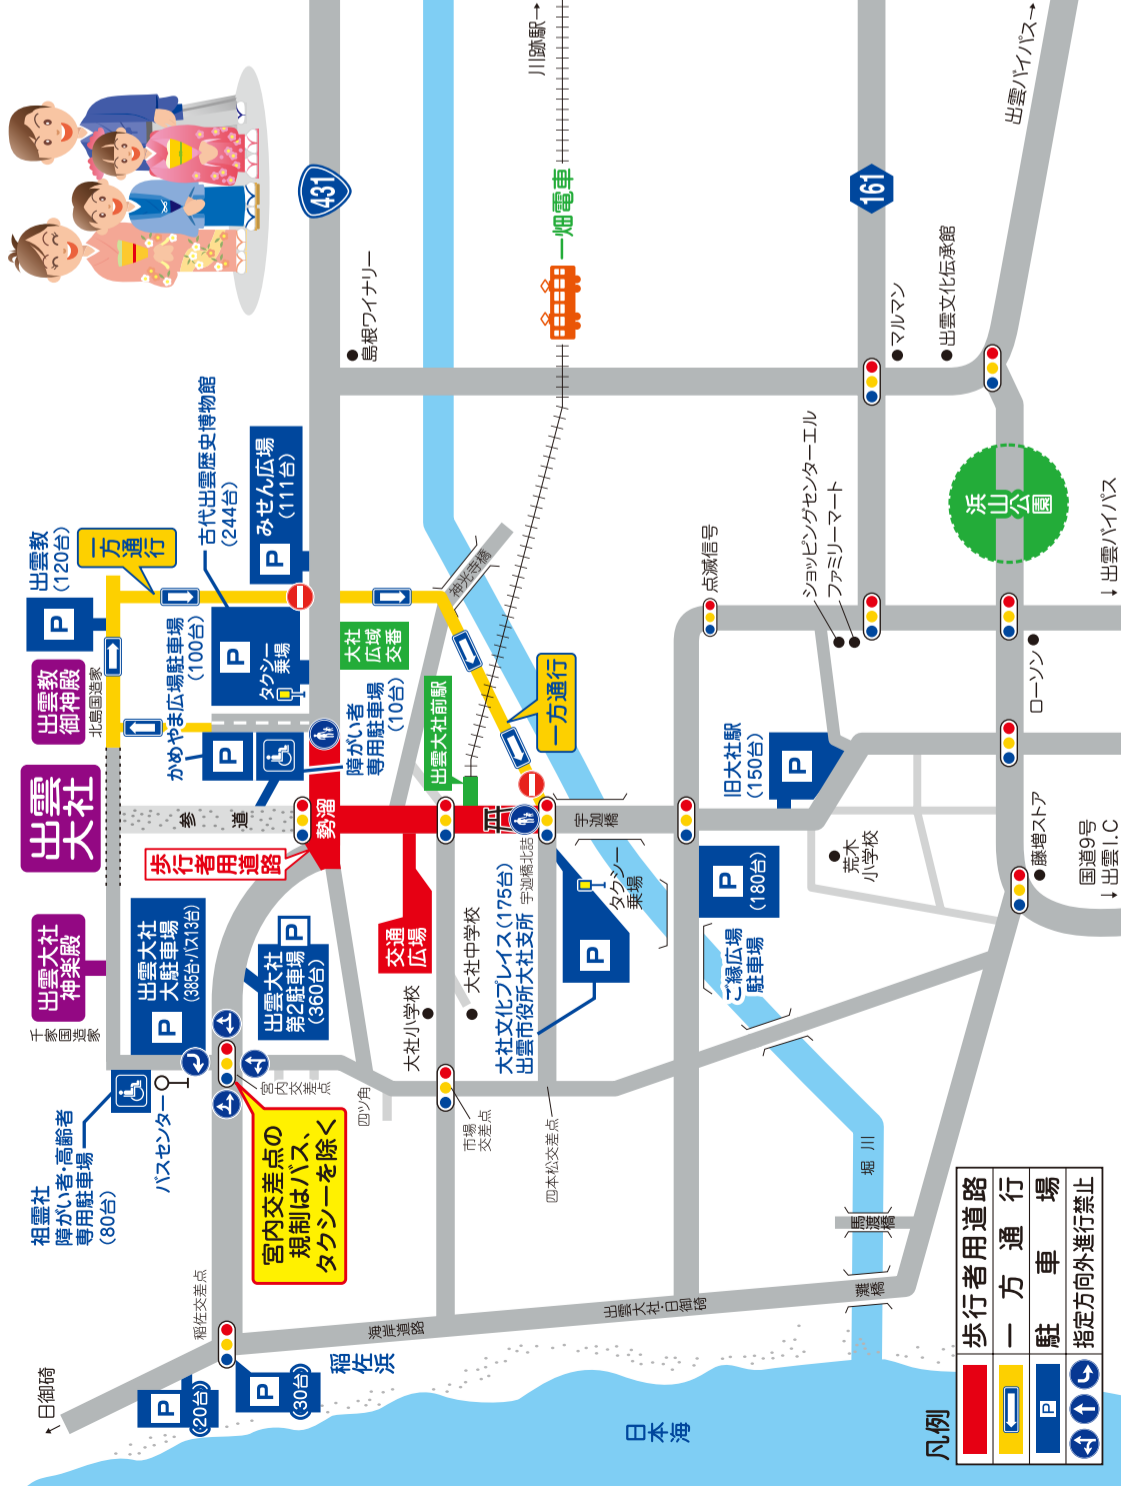 出雲大社
神楽殿
千家国造家
出雲
大社
出雲教
御神殿
北島国造家
出雲教
(120台)
一方
通行
祖霊社
障がい者・高齢者
専用駐車場
(80台)
バスセンター
P
出雲大社
大駐車場
(385台・バス13台)
参道
歩行者用道路
かめやま広場駐車場
(100台)
P
P
P
タクシー
乗場
古代出雲歴史博物館
(244台)
P
みせん広場
(111台)
431
島根ワイナリー
↑日御碕
稲佐交差点
宮内交差点の
規制はバス、
タクシーを除く
宮内
交差点
出雲大社
第2駐車場
(360台)
P
勢溜
障がい者
専用駐車場
(10台)
大社
広域
交番
神光寺橋
P
(20台)
P
(30台)
稲佐浜
海岸道路
四ツ角
市場
交差点
大社小学校
大社中学校
交通
広場
出雲大社前駅
一畑電車
川跡駅→
四本松交差点
大社文化プレイス(175台)
出雲市役所大社支所
宇迦橋北詰
P
タクシー
乗場
宇迦橋
一方通行
出雲大社・日御碕
ご縁広場
駐車場
P
(180台)
旧大社駅
(150台)
P
点滅信号
ショッピングセンターエル
ファミリーマート
161
マルマン
出雲文化伝承館
出雲バイパス→
日本海
堀川
馬渡橋
灘橋
荒木
小学校
浜山
公園
ローソン
藤増ストア
国道9号
↓出雲I.C
↓出雲バイパス
凡例
歩行者用道路
一方通行
P
駐車場
指定方向外進行禁止